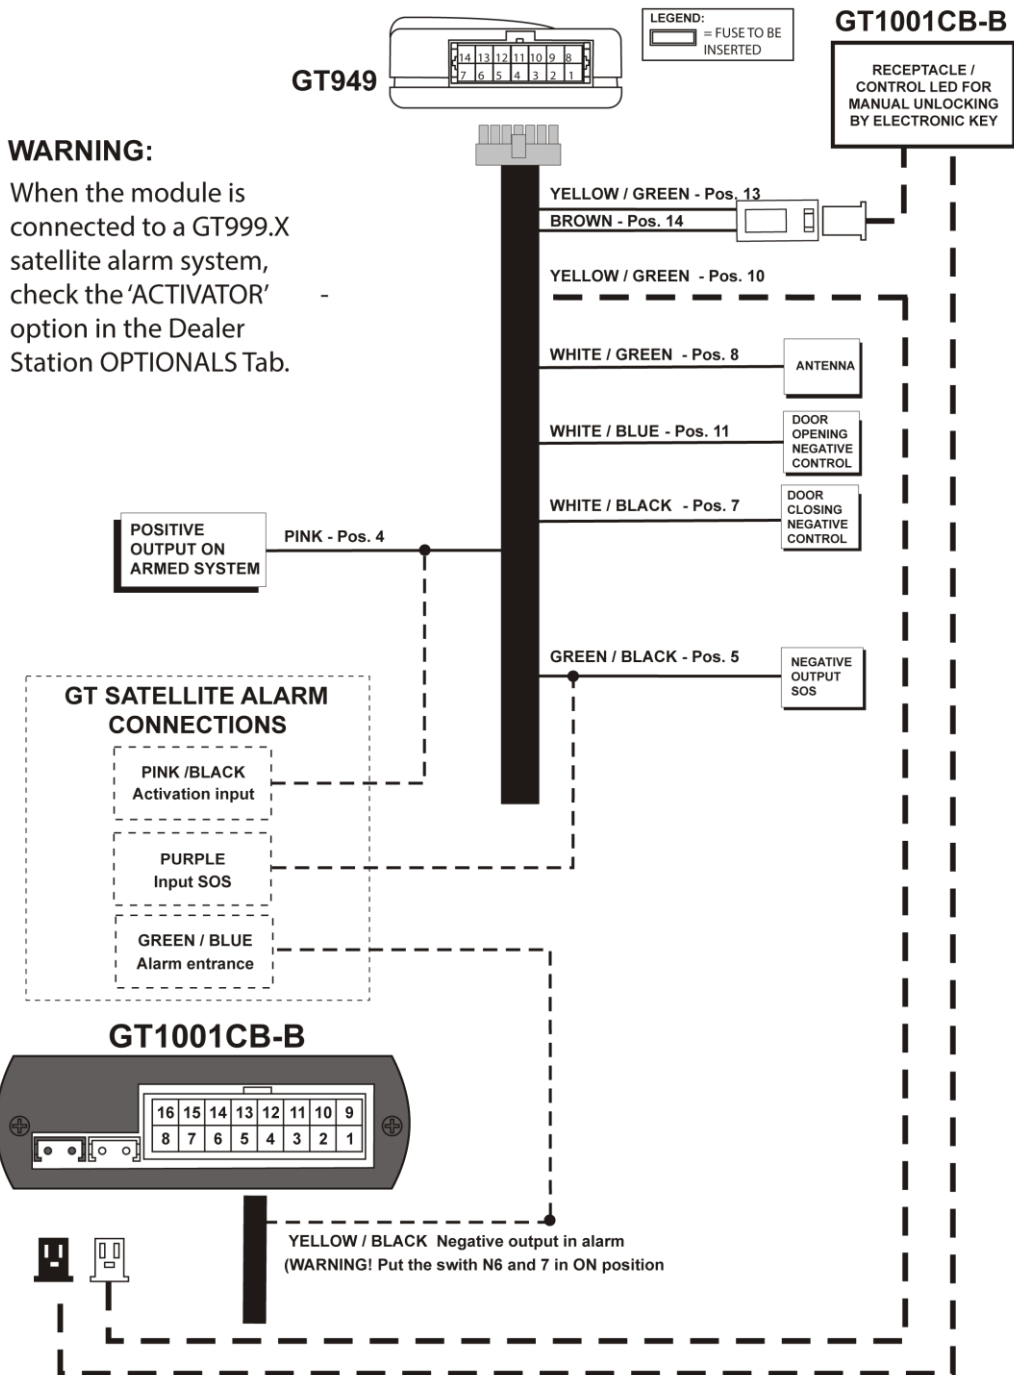 LEGEND:
= FUSE TO BE
INSERTED
GT1001CB-B
RECEPTACLE /
CONTROL LED FOR
MANUAL UNLOCKING
BY ELECTRONIC KEY
GT949
14 13 12 11 10 9 8
7 6 5 4 3 2 1
WARNING:
When the module is
connected to a GT999.X
satellite alarm system,
check the 'ACTIVATOR' -
option in the Dealer
Station OPTIONALS Tab.
YELLOW / GREEN - Pos. 13
BROWN - Pos. 14
YELLOW / GREEN - Pos. 10
WHITE / GREEN - Pos. 8
ANTENNA
WHITE / BLUE - Pos. 11
DOOR
OPENING
NEGATIVE
CONTROL
WHITE / BLACK - Pos. 7
DOOR
CLOSING
NEGATIVE
CONTROL
POSITIVE
OUTPUT ON
ARMED SYSTEM
PINK - Pos. 4
GREEN / BLACK - Pos. 5
NEGATIVE
OUTPUT
SOS
GT SATELLITE ALARM
CONNECTIONS
PINK /BLACK
Activation input
PURPLE
Input SOS
GREEN / BLUE
Alarm entrance
GT1001CB-B
16 15 14 13 12 11 10 9
8 7 6 5 4 3 2 1
YELLOW / BLACK Negative output in alarm
(WARNING! Put the swith N6 and 7 in ON position